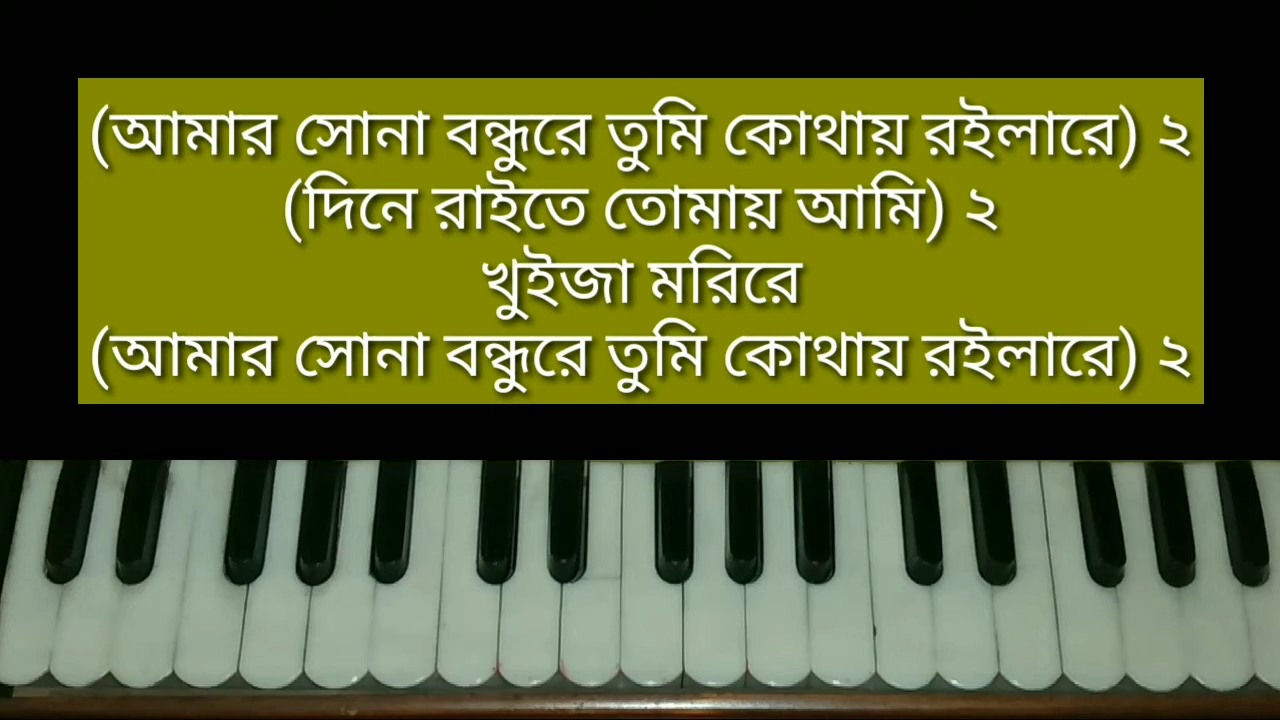 (আমার সোনা বন্ধুরে তুমি কোথায় রইলারে) ২
(দিনে রাইতে তোমায় আমি) ২
খুইজা মরিরে
(আমার সোনা বন্ধুরে তুমি কোথায় রইলারে) ২